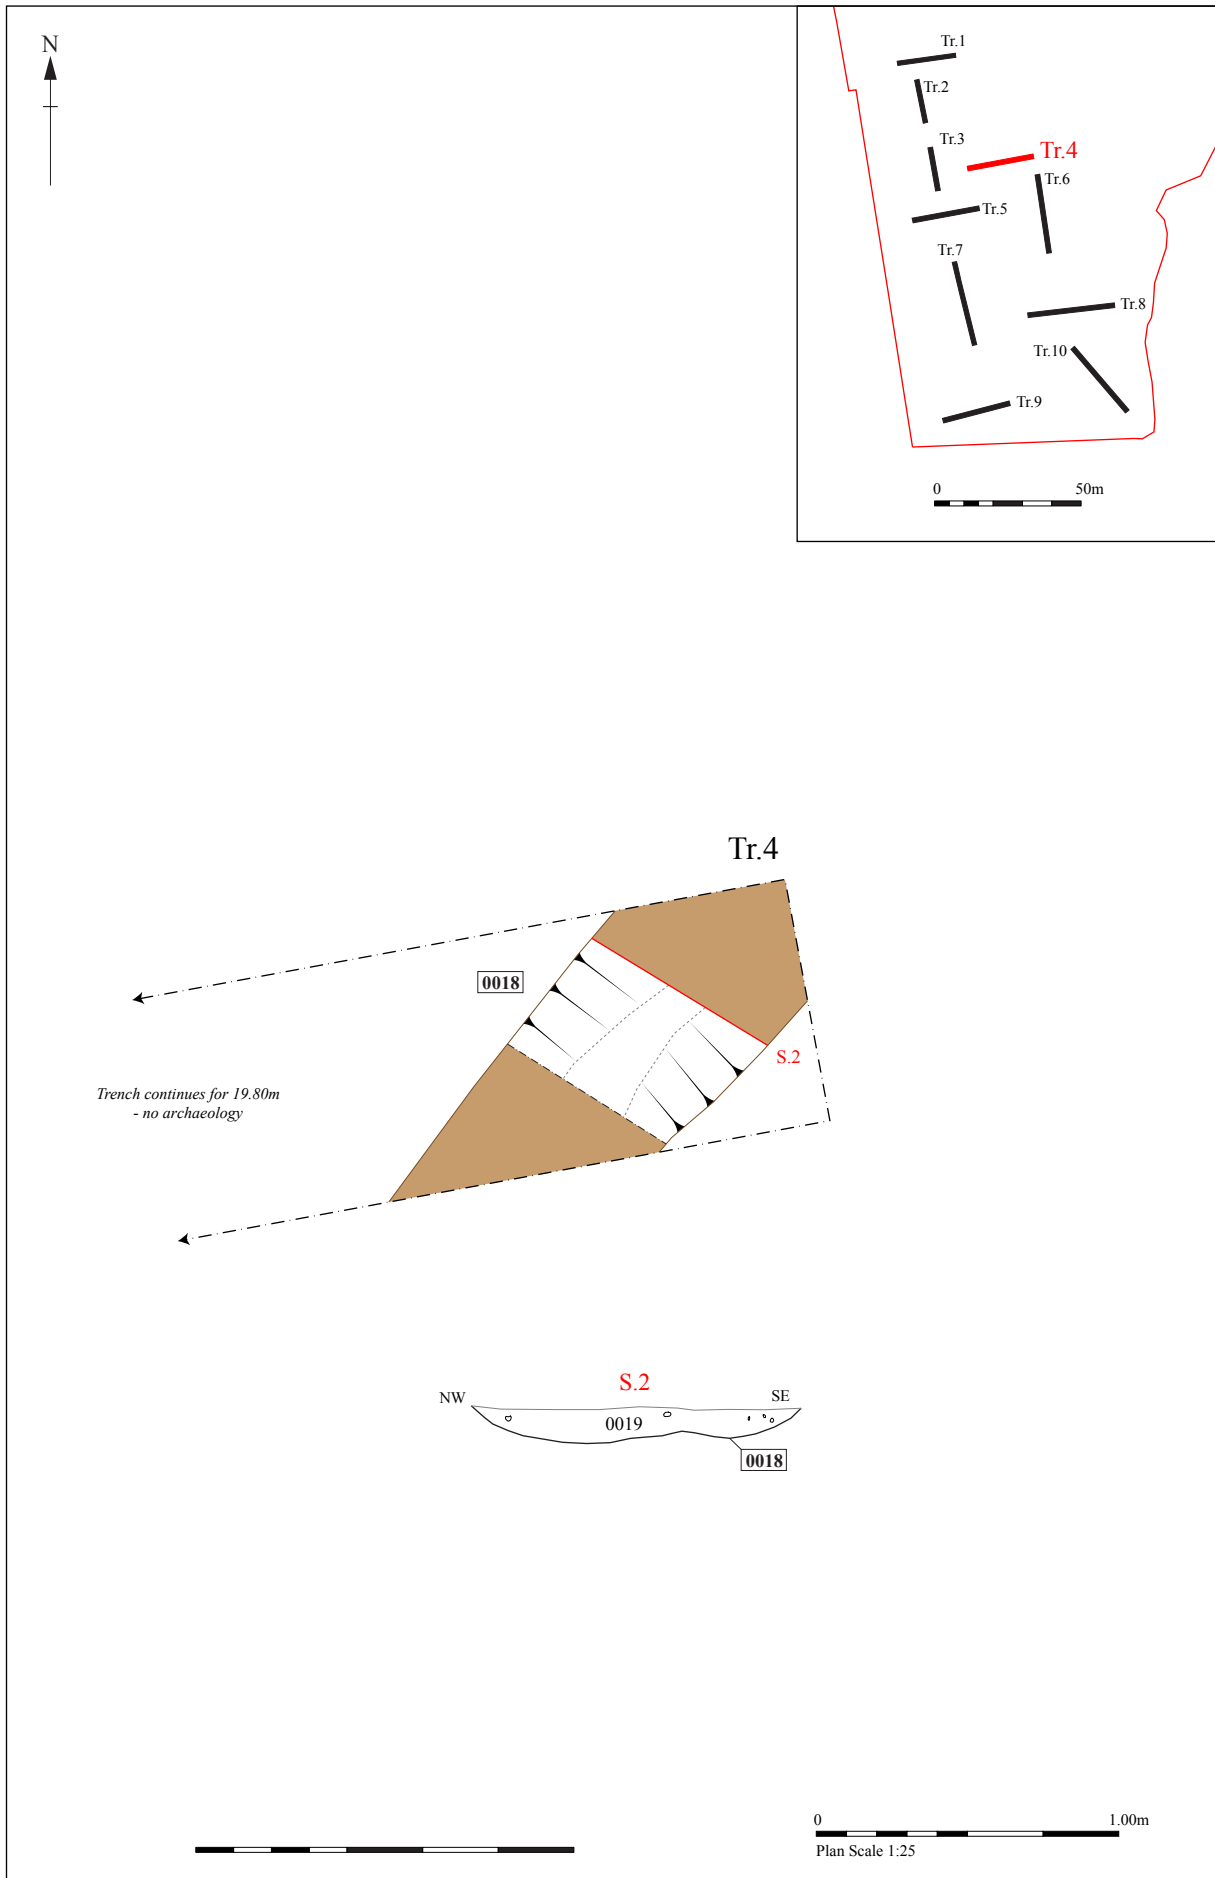 N
Tr.1
Tr.2
Tr.3
Tr.4
Tr.6
Tr.5
Tr.7
Tr.8
Tr.10
Tr.9
0 50m
Tr.4
0018
S.2
Trench continues for 19.80m
- no archaeology
S.2
NW SE
0019
0018
0 1.00m
Plan Scale 1:25